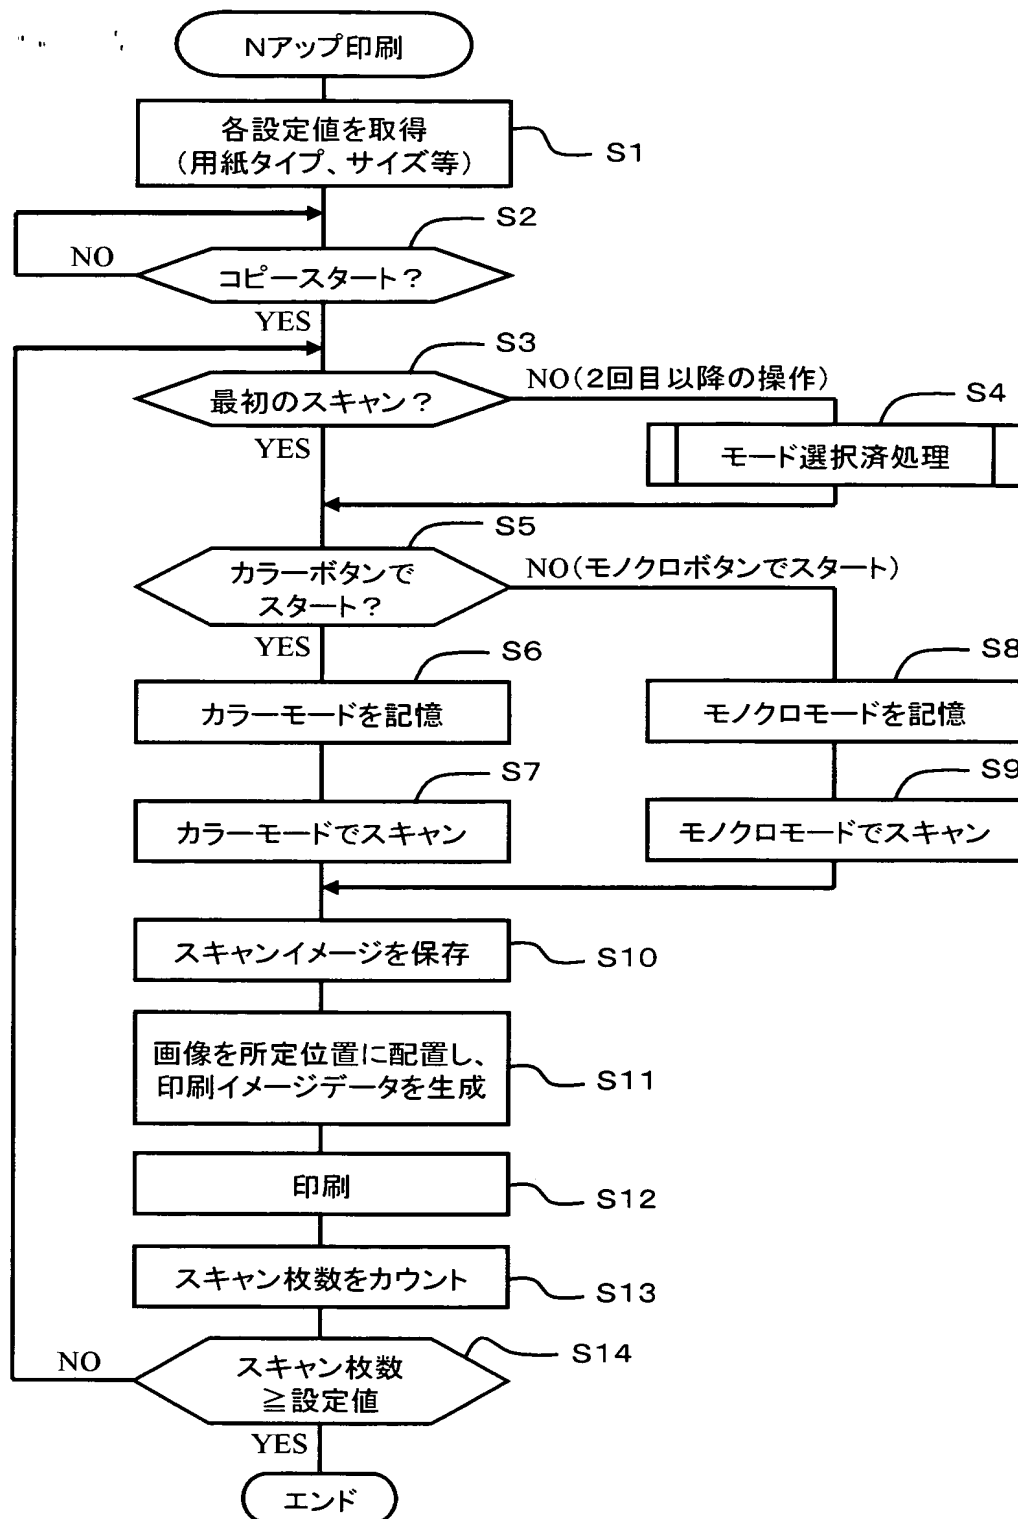 Nアップ印刷
各設定値を取得
(用紙タイプ、サイズ等)
S1
S2
NO
コピースタート？
YES
S3
最初のスキャン？
NO(2回目以降の操作)
YES
S4
モード選択済処理
S5
カラーボタンで
スタート？
NO(モノクロボタンでスタート)
YES
S6
カラーモードを記憶
S8
モノクロモードを記憶
S7
カラーモードでスキャン
S9
モノクロモードでスキャン
スキャンイメージを保存
S10
画像を所定位置に配置し、
印刷イメージデータを生成
S11
印刷
S12
スキャン枚数をカウント
S13
NO
スキャン枚数
≧設定値
S14
YES
エンド